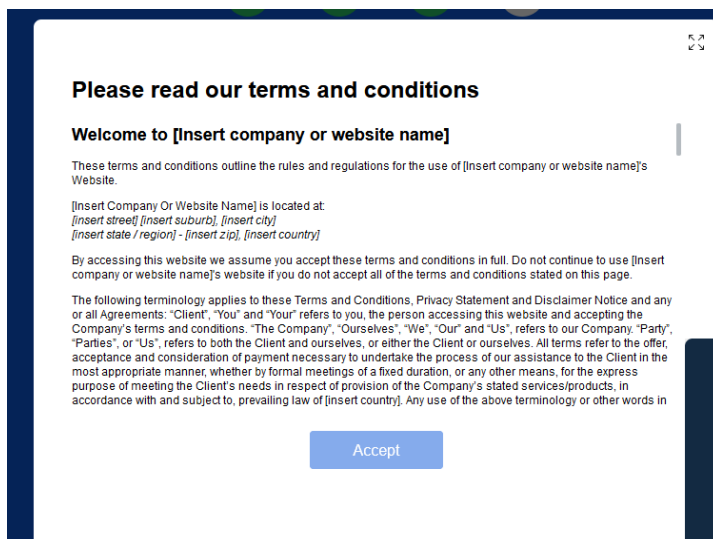 Please read our terms and conditions
Welcome to [Insert company or website name]
These terms and conditions outline the rules and regulations for the use of [Insert company or website name]'s
Website.
[Insert Company Or Website Name] is located at:
[insert street] [insert suburb], [insert city]
[insert state / region] - [insert zip], [insert country]
By accessing this website we assume you accept these terms and conditions in full. Do not continue to use [Insert
company or website name]'s website if you do not accept all of the terms and conditions stated on this page.
The following terminology applies to these Terms and Conditions, Privacy Statement and Disclaimer Notice and any
or all Agreements: “Client”, “You” and “Your” refers to you, the person accessing this website and accepting the
Company’s terms and conditions. “The Company”, “Ourselves”, “We”, “Our” and “Us”, refers to our Company. “Party”,
“Parties”, or “Us”, refers to both the Client and ourselves, or either the Client or ourselves. All terms refer to the offer,
acceptance and consideration of payment necessary to undertake the process of our assistance to the Client in the
most appropriate manner, whether by formal meetings of a fixed duration, or any other means, for the express
purpose of meeting the Client’s needs in respect of provision of the Company’s stated services/products, in
accordance with and subject to, prevailing law of [insert country]. Any use of the above terminology or other words in
Accept